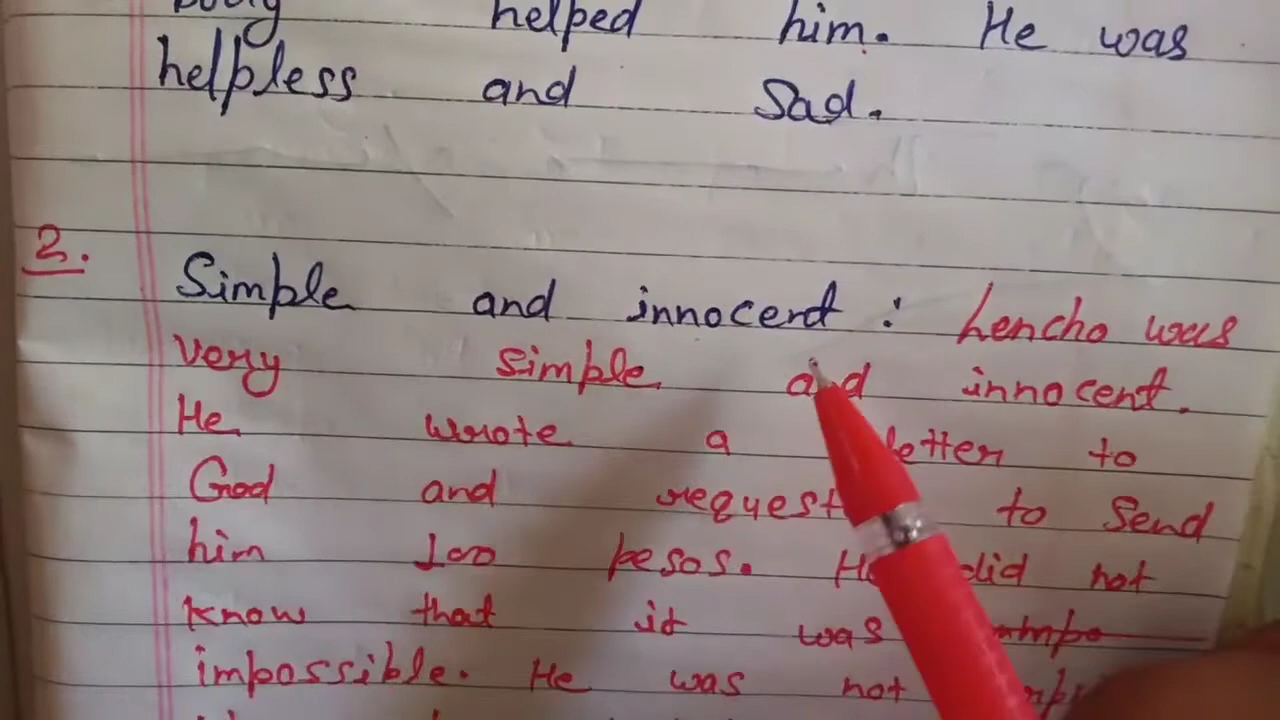 helped him. He was
helpless and Sad.
2. Simple and innocent : Lencho was
very simple and innocent.
He wrote a letter to
God and request to Send
him 100 pesos. He did not
know that it was
impossible. He was not